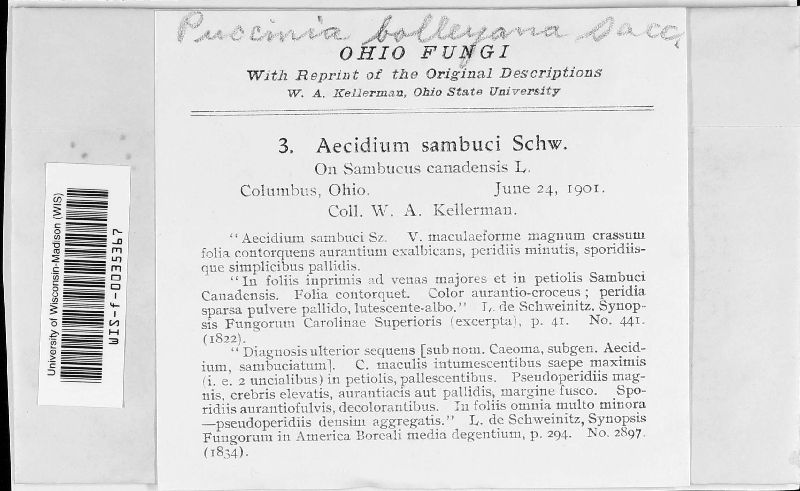 Puccinia bolleyana Sacc.
OHIO FUNGI
With Reprint of the Original Descriptions
W. A. Kellerman, Ohio State University
3. Aecidium sambuci Schw.
On Sambucus canadensis L.
Columbus, Ohio. June 24, 1901.
Coll. W. A. Kellerman.
“Aecidium sambuci Sz. V. maculaeforme magnum crassum
folia contorquens aurantium exalbicans, peridiis minutis, sporidiis-
que simplicibus pallidis.
“In foliis inprimis ad venas majores et in petiolis Sambuci
Canadensis. Folia contorquet. Color aurantio-croceus; peridia
sparsa pulvere pallido, lutescente-albo.” L. de Schweinitz, Synop-
sis Fungorum Carolinae Superioris (excerpta), p. 41. No. 441.
(1822).
“Diagnosis ulterior sequens [sub nom. Caeoma, subgen. Aecid-
ium, sambuciatum]. C. maculis intumescentibus saepe maximis
(i. e. 2 uncialibus) in petiolis, pallescentibus. Pseudoperidiis mag-
nis, crebris elevatis, aurantiacis aut pallidis, margine fusco. Spo-
ridiis aurantiofulvis, decolorantibus. In foliis omnia multo minora
—pseudoperidiis densim aggregatis.” L. de Schweinitz, Synopsis
Fungorum in America Boreali media degentium, p. 294. No. 2897.
(1834).
University of Wisconsin-Madison (WIS)
WIS-f-0035367